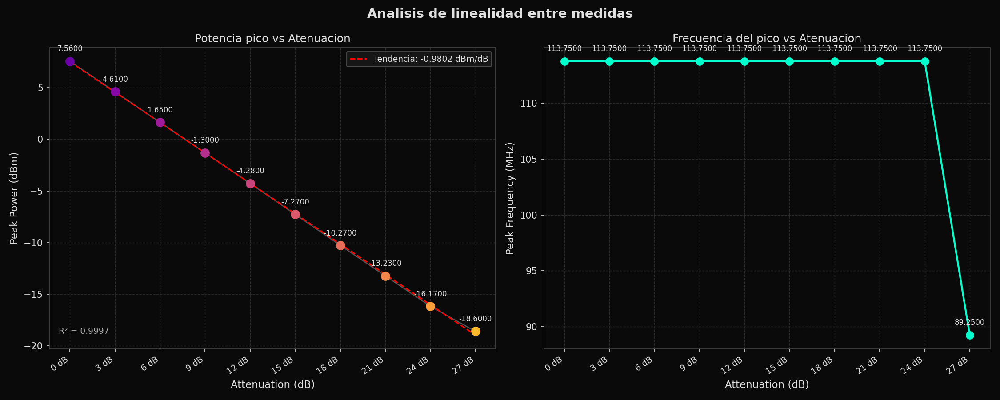 Analisis de linealidad entre medidas
Potencia pico vs Atenuacion
7.5600
4.6100
1.6500
-1.3000
-4.2800
-7.2700
-10.2700
-13.2300
-16.1700
-18.6000
Tendencia: -0.9802 dBm/dB
R² = 0.9997
Peak Power (dBm)
5
0
−5
−10
−15
−20
0 dB
3 dB
6 dB
9 dB
12 dB
15 dB
18 dB
21 dB
24 dB
27 dB
Attenuation (dB)
Frecuencia del pico vs Atenuacion
113.7500
113.7500
113.7500
113.7500
113.7500
113.7500
113.7500
113.7500
113.7500
89.2500
Peak Frequency (MHz)
110
105
100
95
90
0 dB
3 dB
6 dB
9 dB
12 dB
15 dB
18 dB
21 dB
24 dB
27 dB
Attenuation (dB)